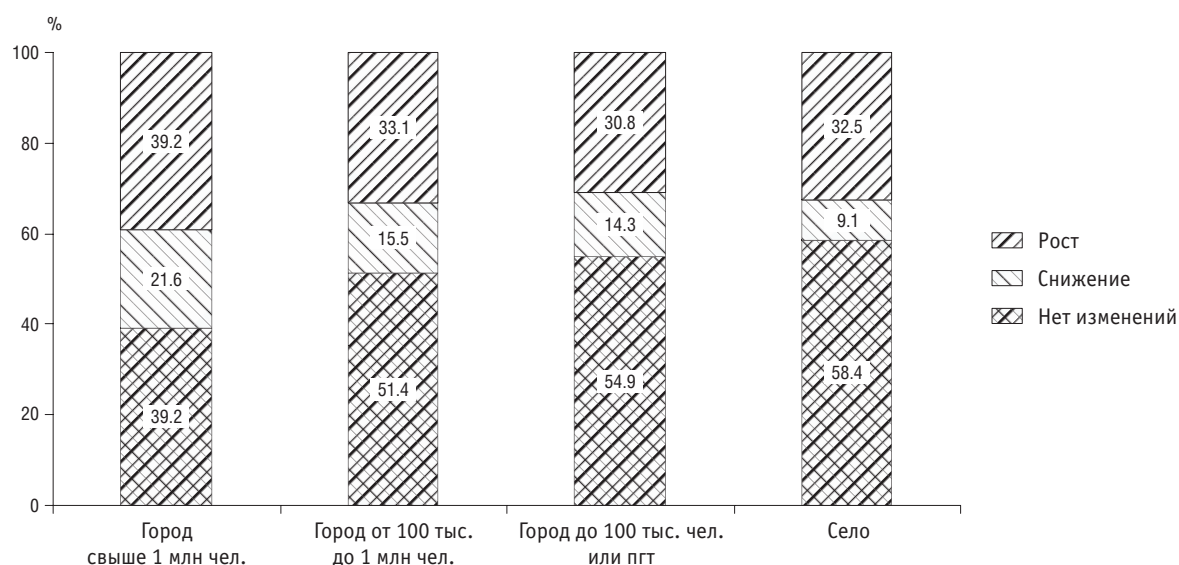 %
100
80
60
40
20
0
39.2
21.6
39.2
33.1
15.5
51.4
30.8
14.3
54.9
32.5
9.1
58.4
Город
свыше 1 млн чел.
Город от 100 тыс.
до 1 млн чел.
Город до 100 тыс. чел.
или пгт
Село
Рост
Снижение
Нет изменений